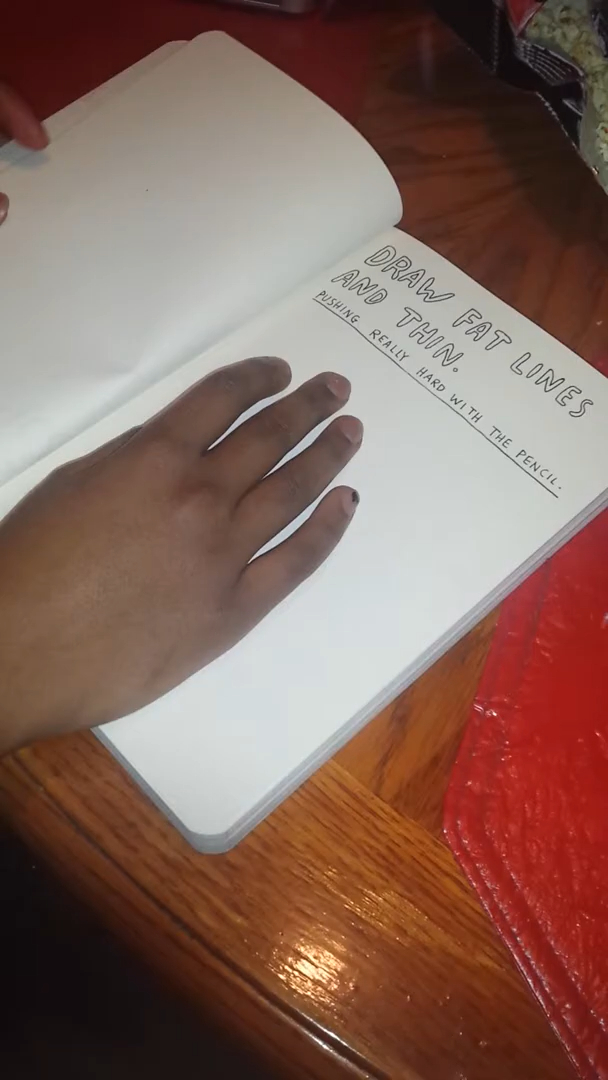 DRAW FAT LINES
AND THIN.
PUSHING REALLY HARD WITH THE PENCIL.